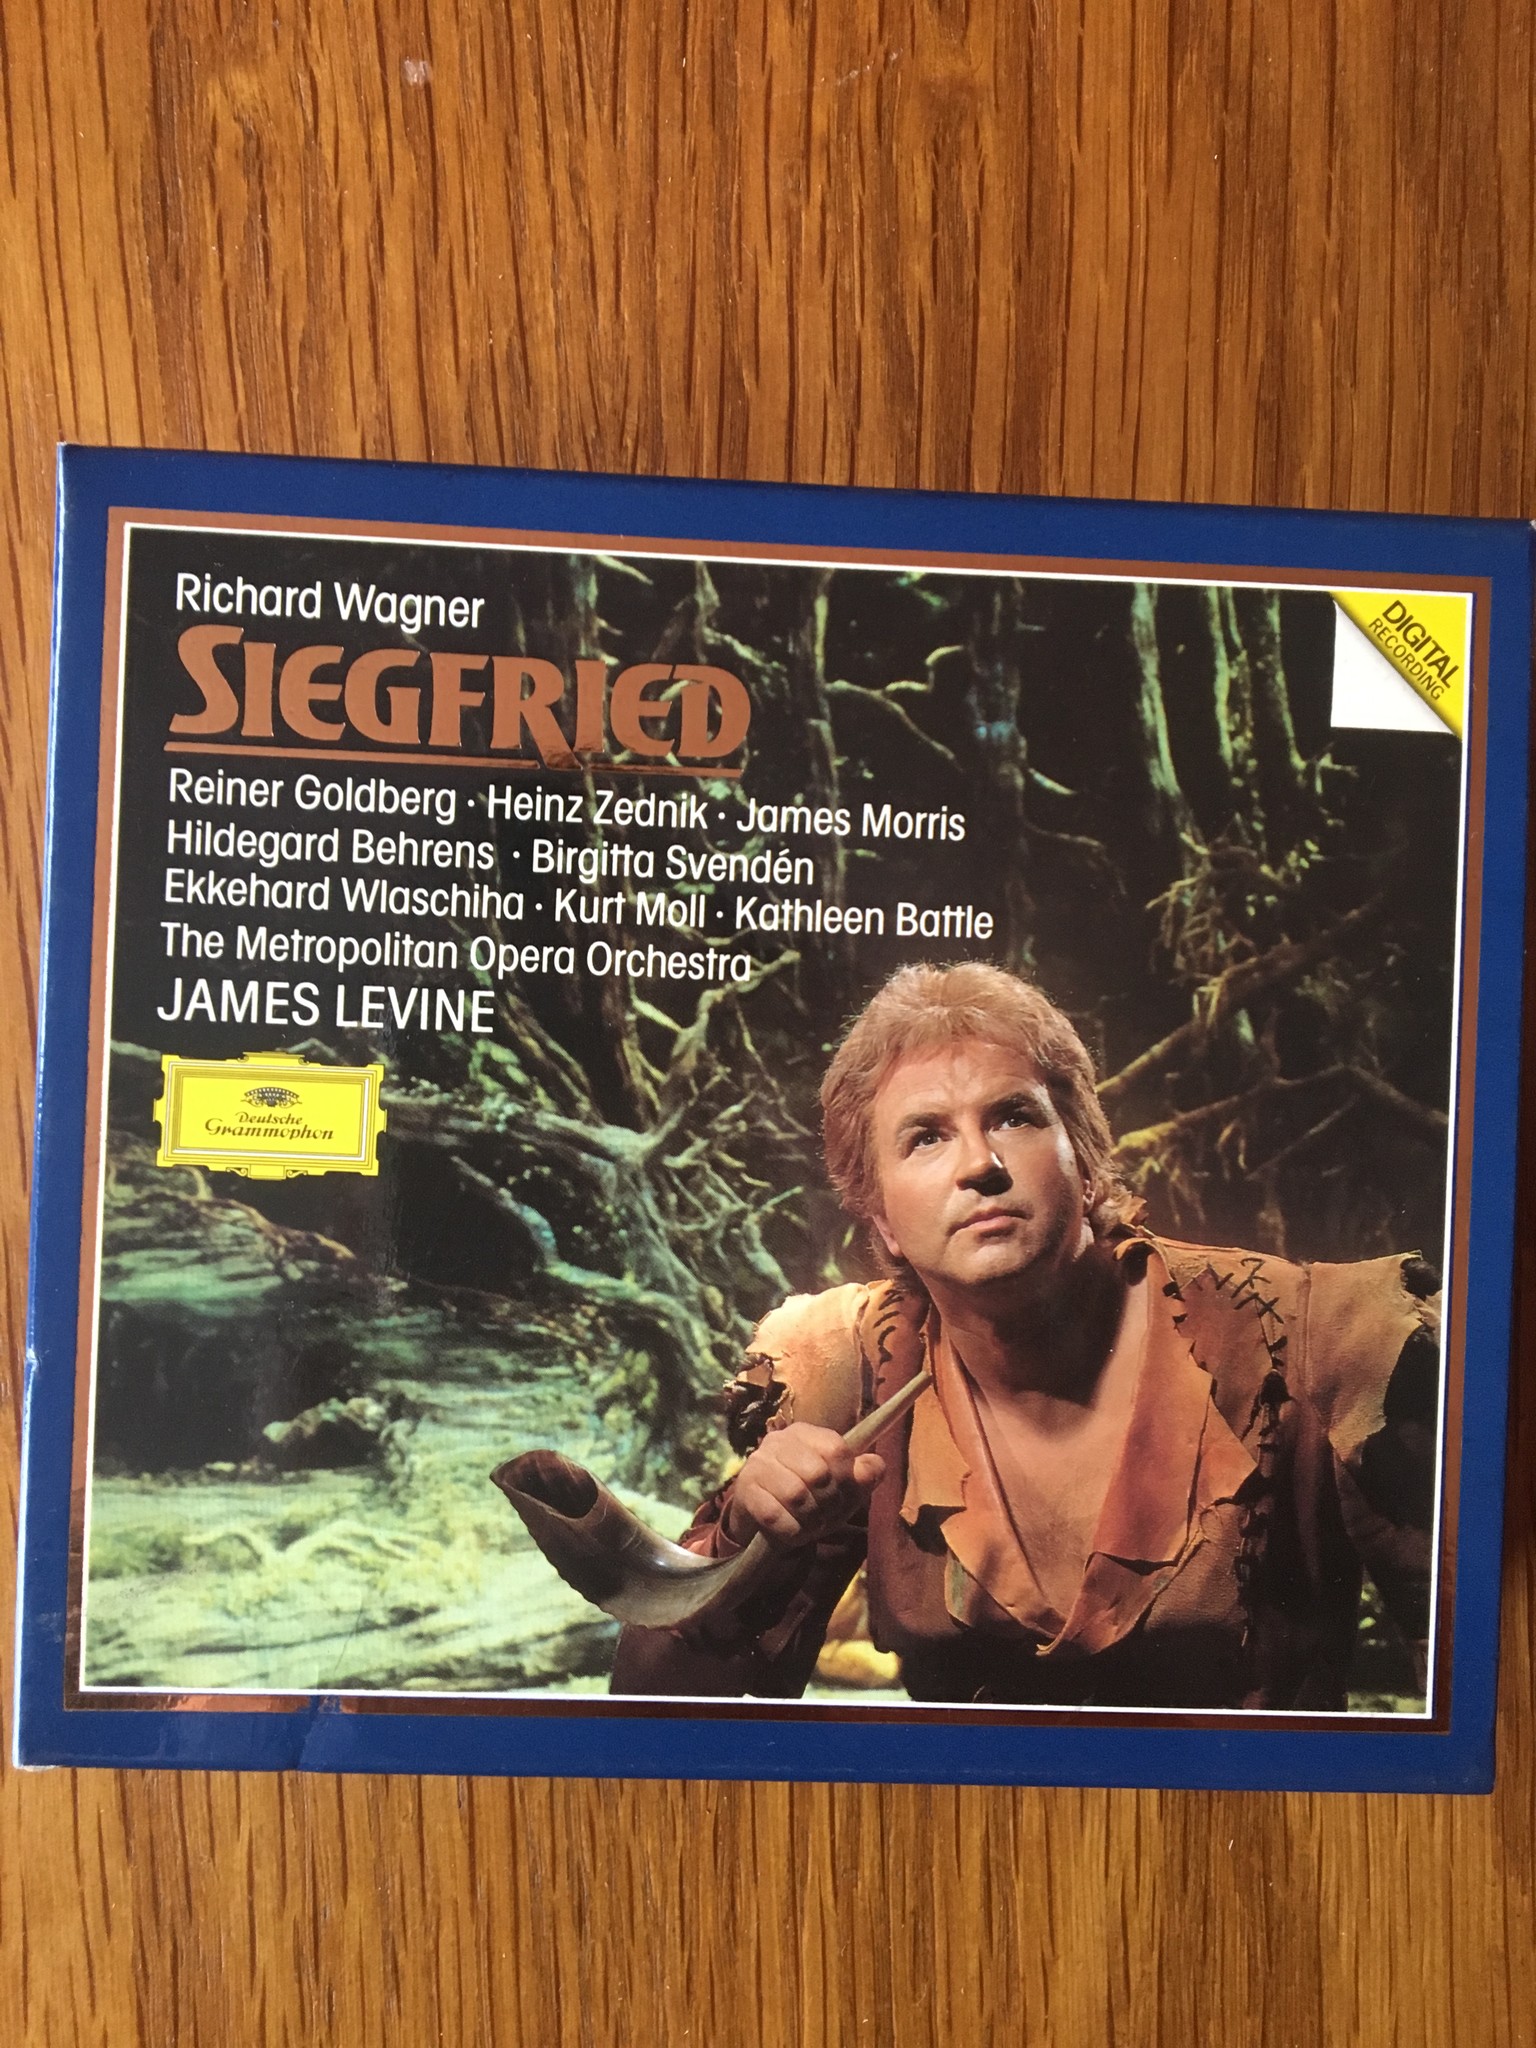 Richard Wagner
SIEGFRIED
DIGITAL
RECORDING
Reiner Goldberg · Heinz Zednik · James Morris
Hildegard Behrens · Birgitta Svendén
Ekkehard Wlaschiha · Kurt Moll · Kathleen Battle
The Metropolitan Opera Orchestra
JAMES LEVINE
Deutsche
Grammophon